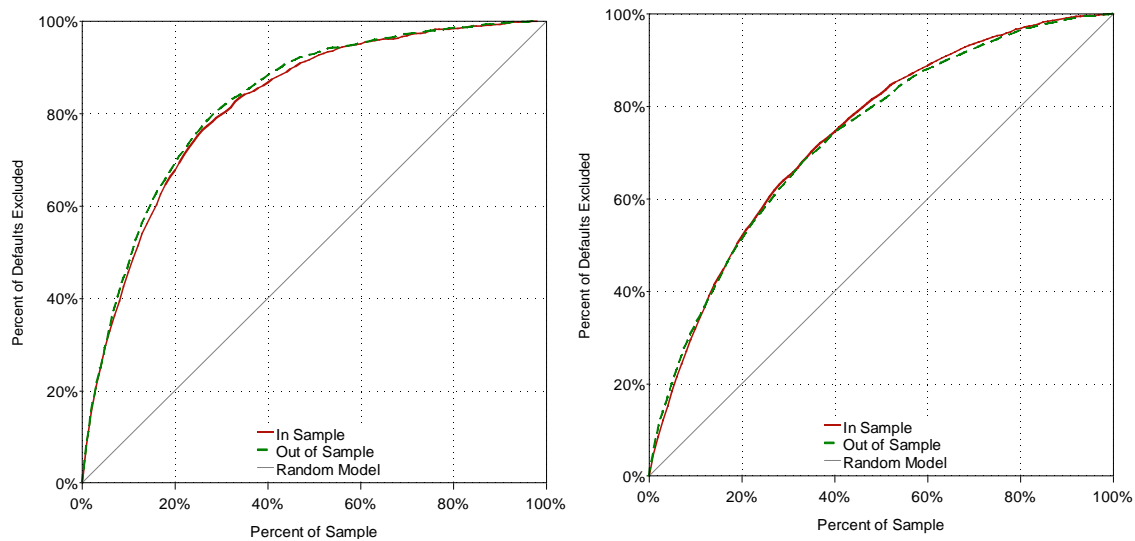 100%
80%
60%
40%
20%
0%
Percent of Defaults Excluded
In Sample
Out of Sample
Random Model
0% 20% 40% 60% 80% 100%
Percent of Sample
100%
80%
60%
40%
20%
0%
Percent of Defaults Excluded
In Sample
Out of Sample
Random Model
0% 20% 40% 60% 80% 100%
Percent of Sample